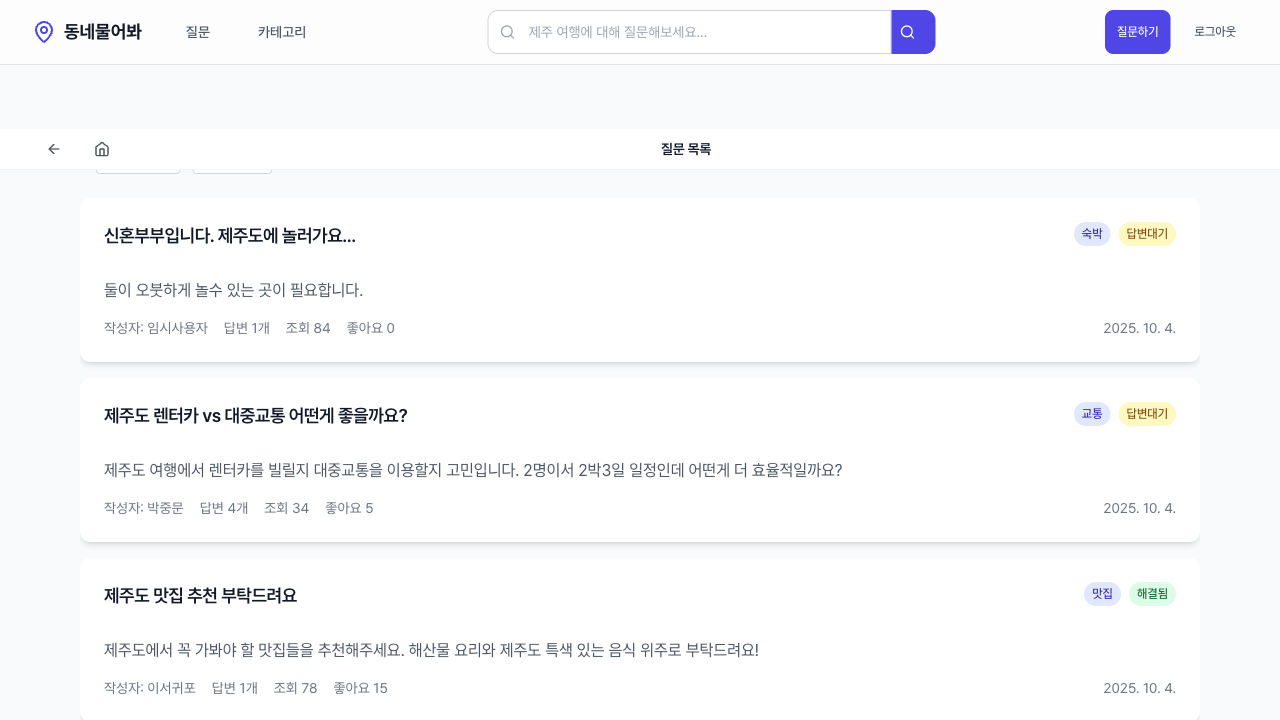 동네물어봐
질문
카테고리
제주 여행에 대해 질문해보세요...
질문하기
로그아웃
질문 목록
신혼부부입니다. 제주도에 놀러가요...
숙박
답변대기
둘이 오붓하게 놀수 있는 곳이 필요합니다.
작성자: 임시사용자 답변 1개 조회 84 좋아요 0
2025. 10. 4.
제주도 렌터카 vs 대중교통 어떤게 좋을까요?
교통
답변대기
제주도 여행에서 렌터카를 빌릴지 대중교통을 이용할지 고민입니다. 2명이서 2박3일 일정인데 어떤게 더 효율적일까요?
작성자: 박중문 답변 4개 조회 34 좋아요 5
2025. 10. 4.
제주도 맛집 추천 부탁드려요
맛집
해결됨
제주도에서 꼭 가봐야 할 맛집들을 추천해주세요. 해산물 요리와 제주도 특색 있는 음식 위주로 부탁드려요!
작성자: 이서귀포 답변 1개 조회 78 좋아요 15
2025. 10. 4.